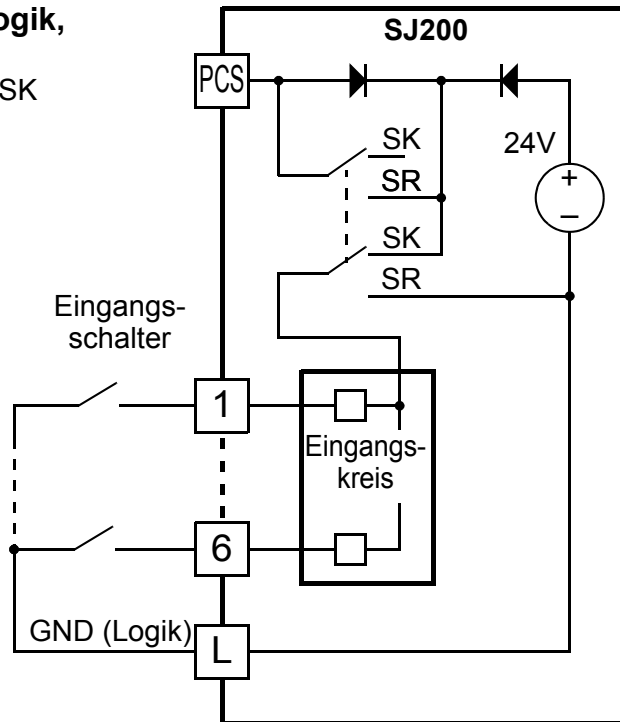 ogik,
SK
SJ200
PCS
SK
SR
24V
+
–
SK
SR
Eingangs-
schalter
1
Eingangs-
kreis
6
GND (Logik)
L